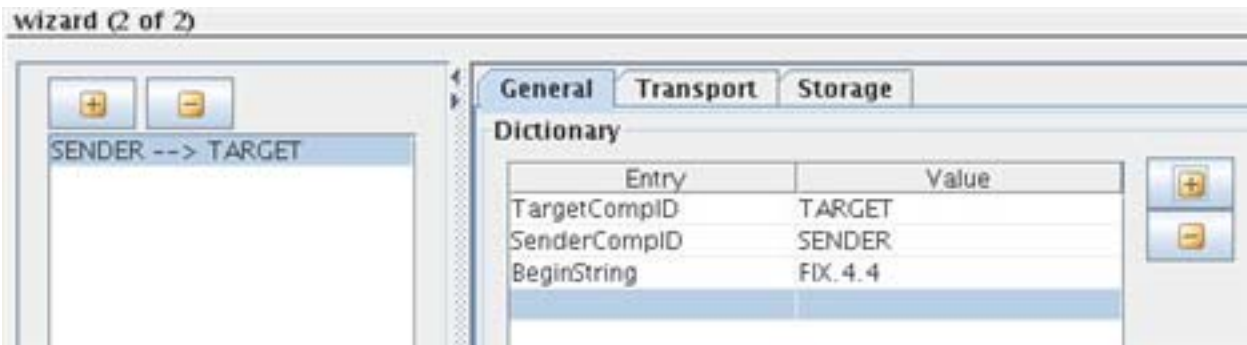 wizard (2 of 2)
SENDER --> TARGET
General Transport Storage
Dictionary
Entry Value
TargetCompID TARGET
SenderCompID SENDER
BeginString FIX.4.4